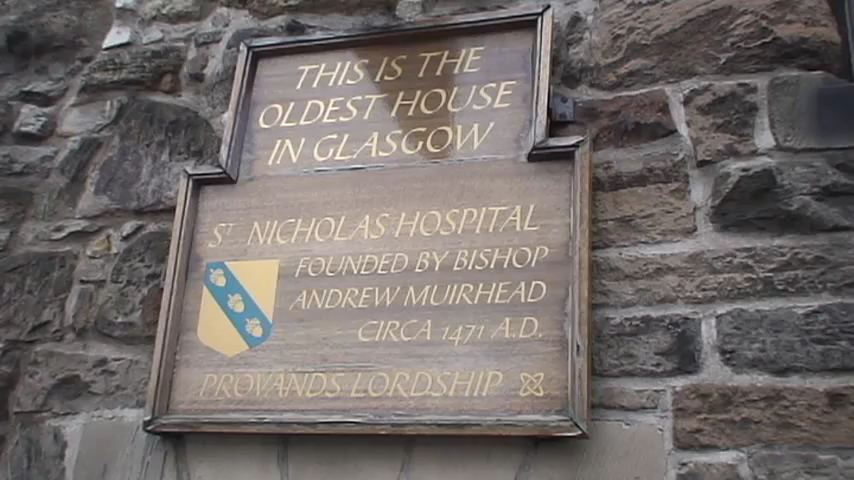 THIS IS THE
OLDEST HOUSE
IN GLASGOW
ST NICHOLAS HOSPITAL
FOUNDED BY BISHOP
ANDREW MUIRHEAD
CIRCA 1471 A.D.
PROVANDS LORDSHIP